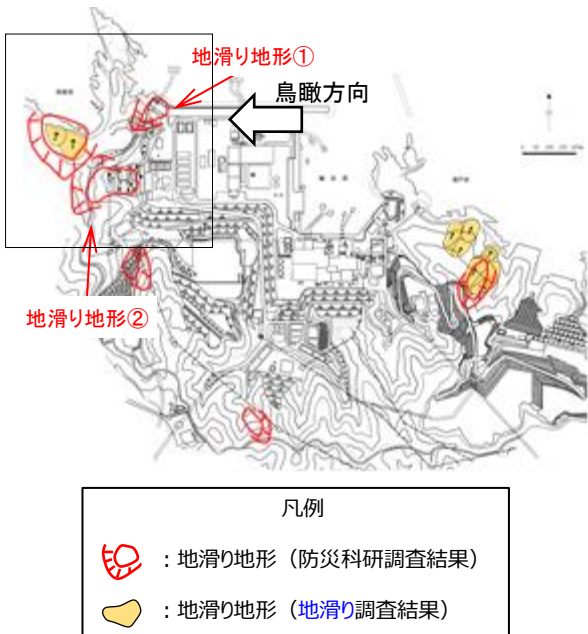 地滑り地形①
鳥瞰方向
地滑り地形②
凡例
：地滑り地形（防災科研調査結果）
：地滑り地形（地滑り調査結果）